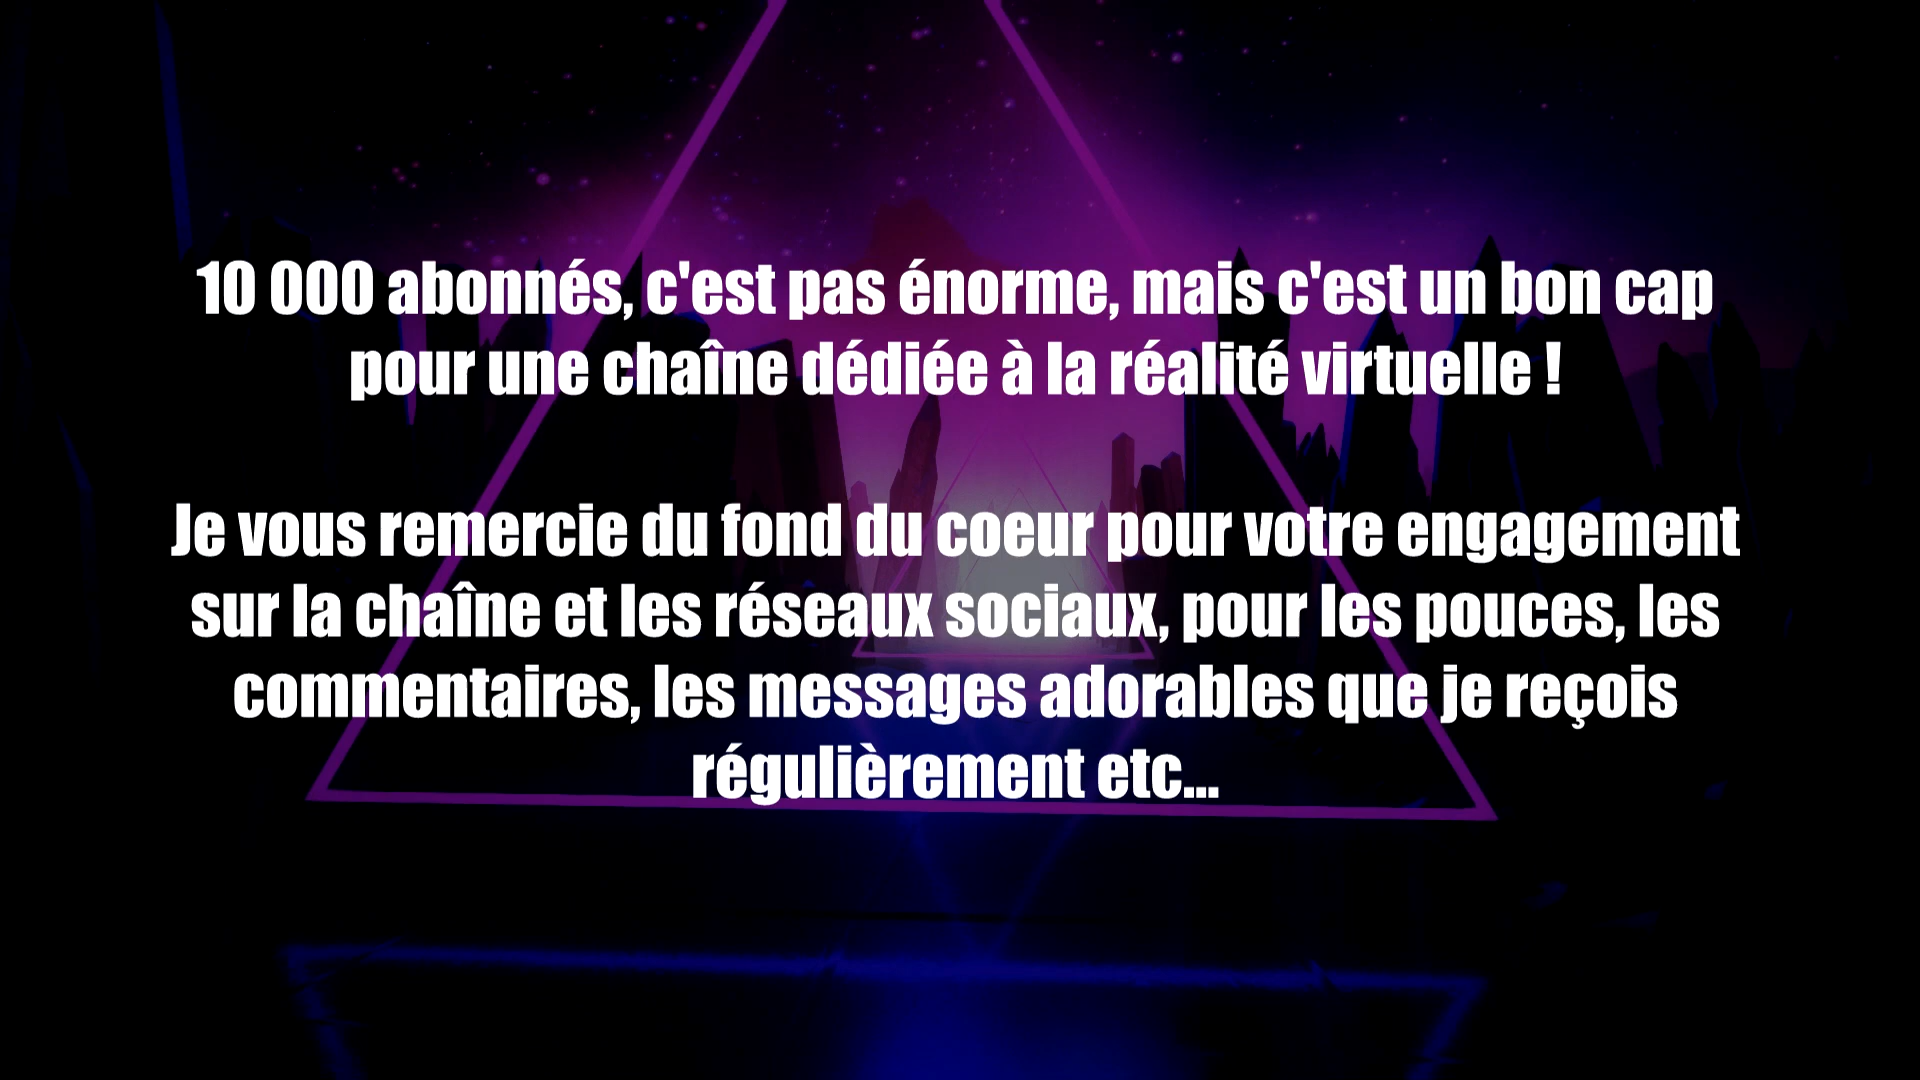 10 000 abonnés, c'est pas énorme, mais c'est un bon cap
pour une chaîne dédiée à la réalité virtuelle !
Je vous remercie du fond du coeur pour votre engagement
sur la chaîne et les réseaux sociaux, pour les pouces, les
commentaires, les messages adorables que je reçois
régulièrement etc...